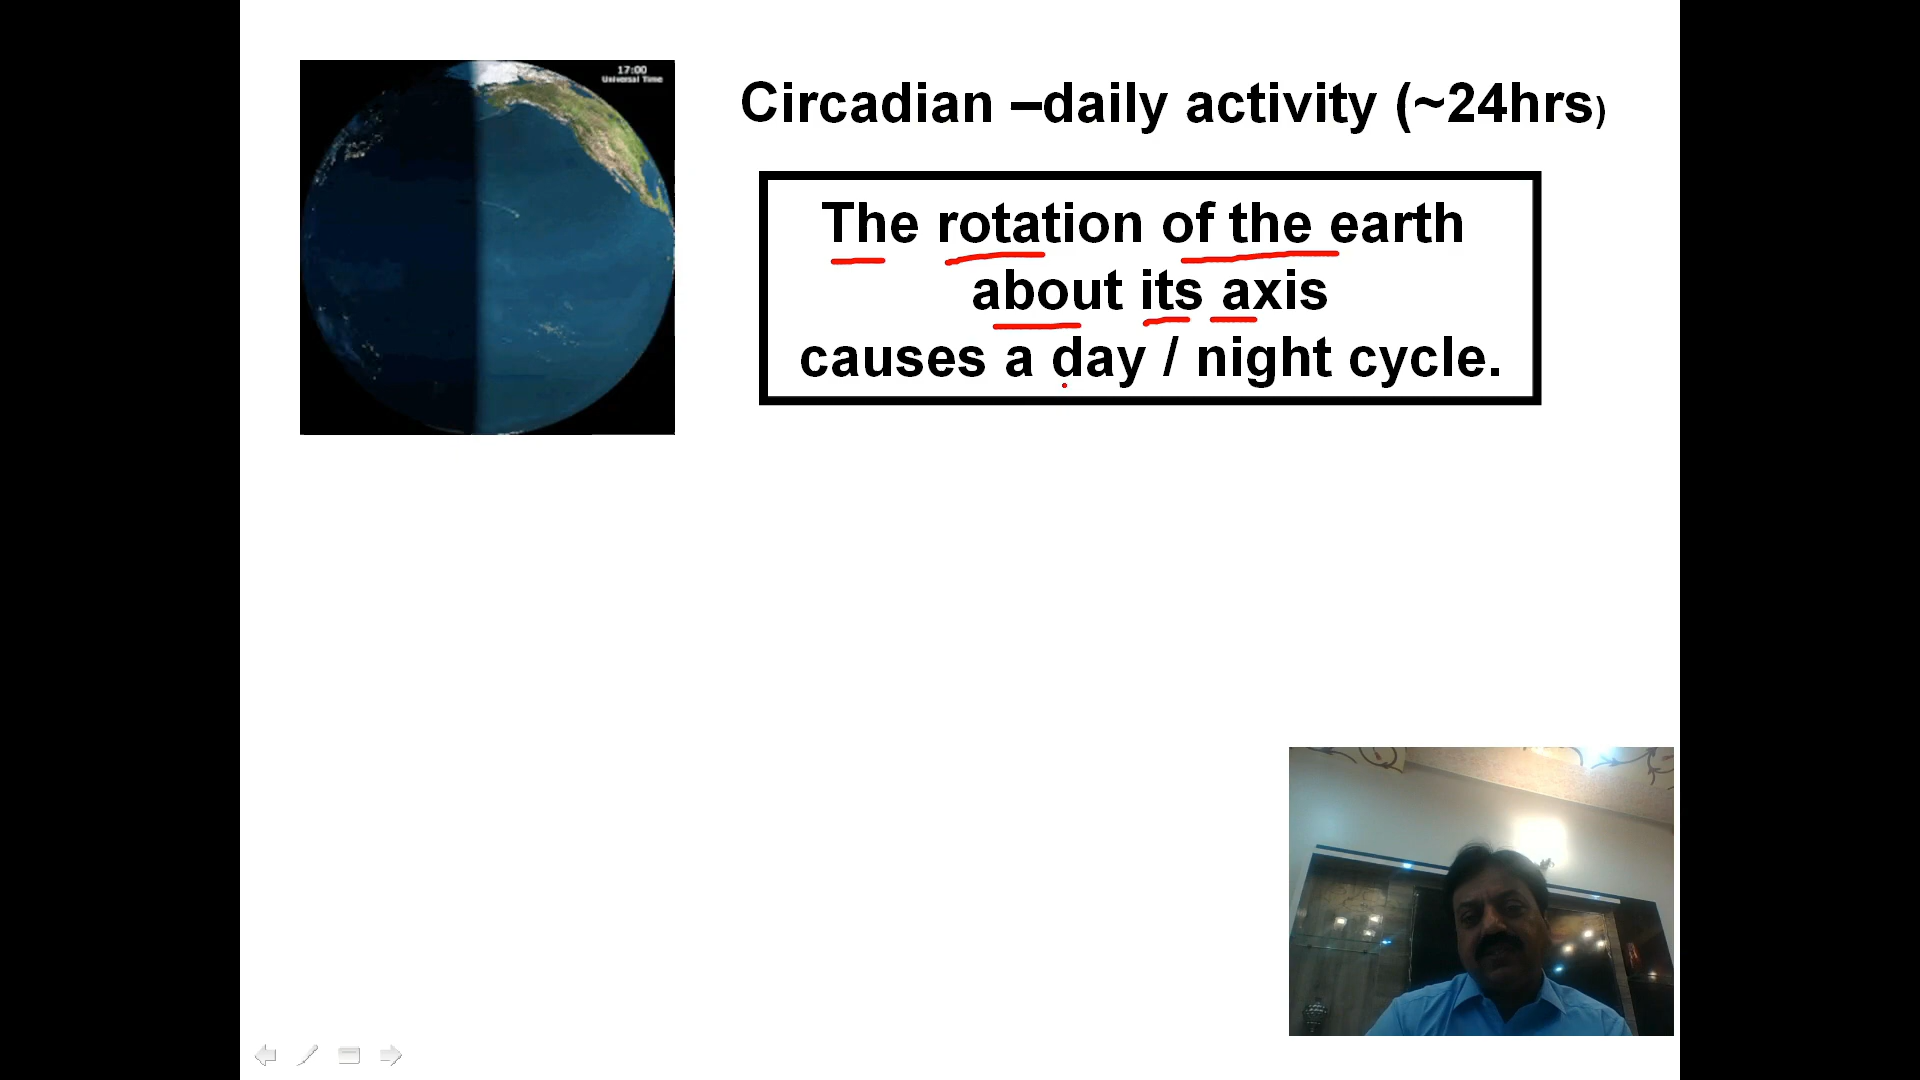 17:00
Universal Time
Circadian –daily activity (~24hrs)
The rotation of the earth
about its axis
causes a day / night cycle.